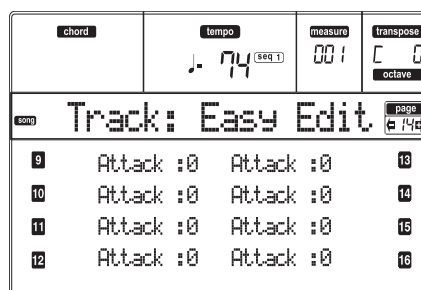 chord tempo measure transpose
♩- 74 seq 1 001 C 0
octave
song Track: Easy Edit page
14
9 Attack :0 Attack :0 13
10 Attack :0 Attack :0 14
11 Attack :0 Attack :0 15
12 Attack :0 Attack :0 16